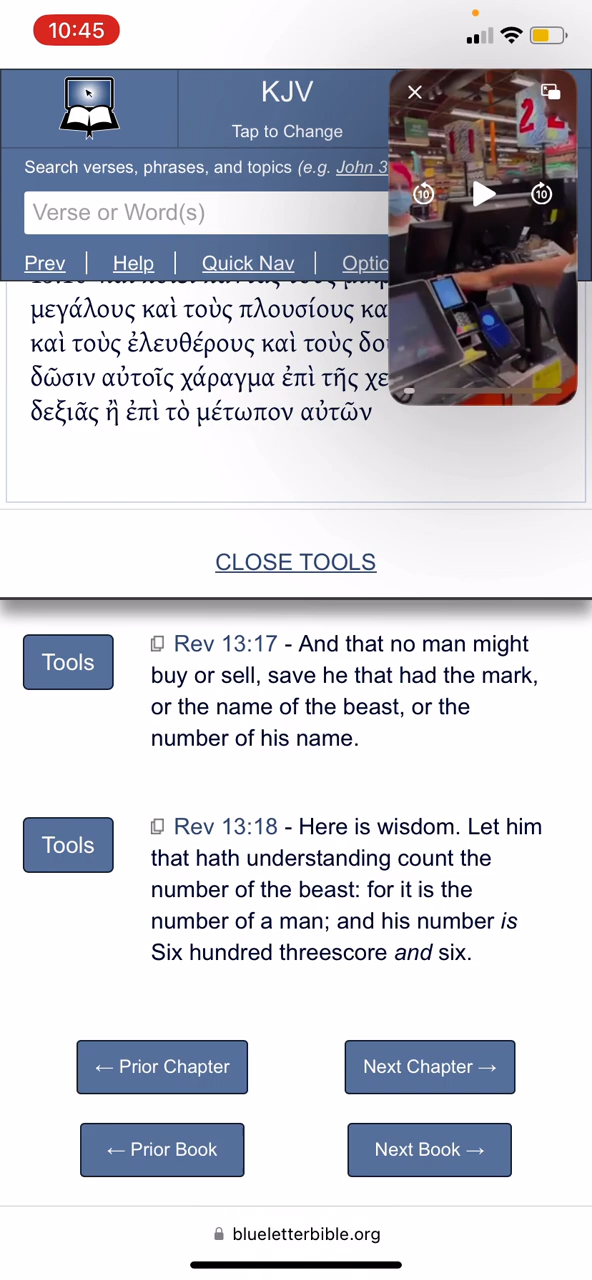 10:45
KJV
Tap to Change
Search verses, phrases, and topics (e.g. John 3
Verse or Word(s)
Prev | Help | Quick Nav | Optio
μεγάλους καὶ τοὺς πλουσίους κα
καὶ τοὺς ἐλευθέρους καὶ τοὺς δο
δῶσιν αὐτοῖς χάραγμα ἐπὶ τῆς χε
δεξιᾶς ἢ ἐπὶ τὸ μέτωπον αὐτῶν
10
10
11
2
CLOSE TOOLS
Tools
Rev 13:17 - And that no man might
buy or sell, save he that had the mark,
or the name of the beast, or the
number of his name.
Tools
Rev 13:18 - Here is wisdom. Let him
that hath understanding count the
number of the beast: for it is the
number of a man; and his number is
Six hundred threescore and six.
← Prior Chapter
Next Chapter →
← Prior Book
Next Book →
blueletterbible.org